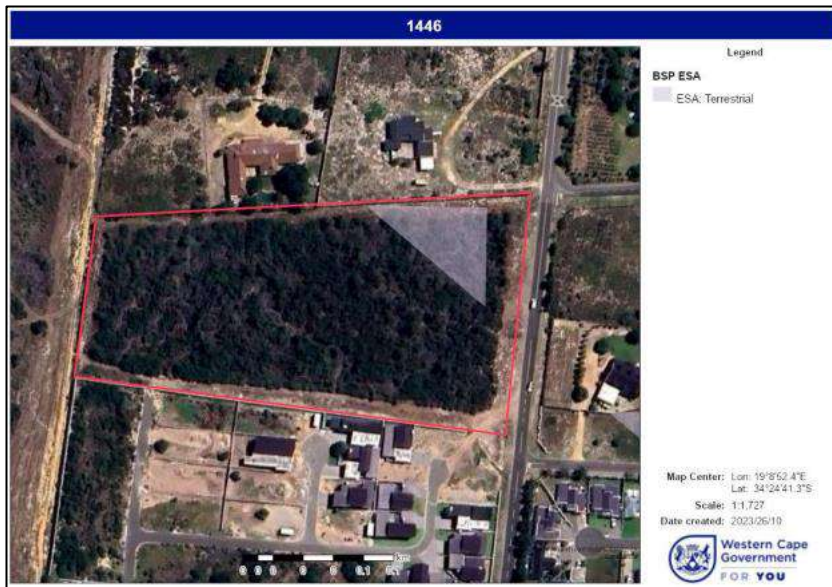 1446
Legend
BSP ESA
ESA: Terrestrial
Map Center: Lon: 19°8'52.4"E
Lat: 34°24'41.3"S
Scale: 1:1,727
Date created: 2023/26/10
Western Cape
Government
FOR YOU